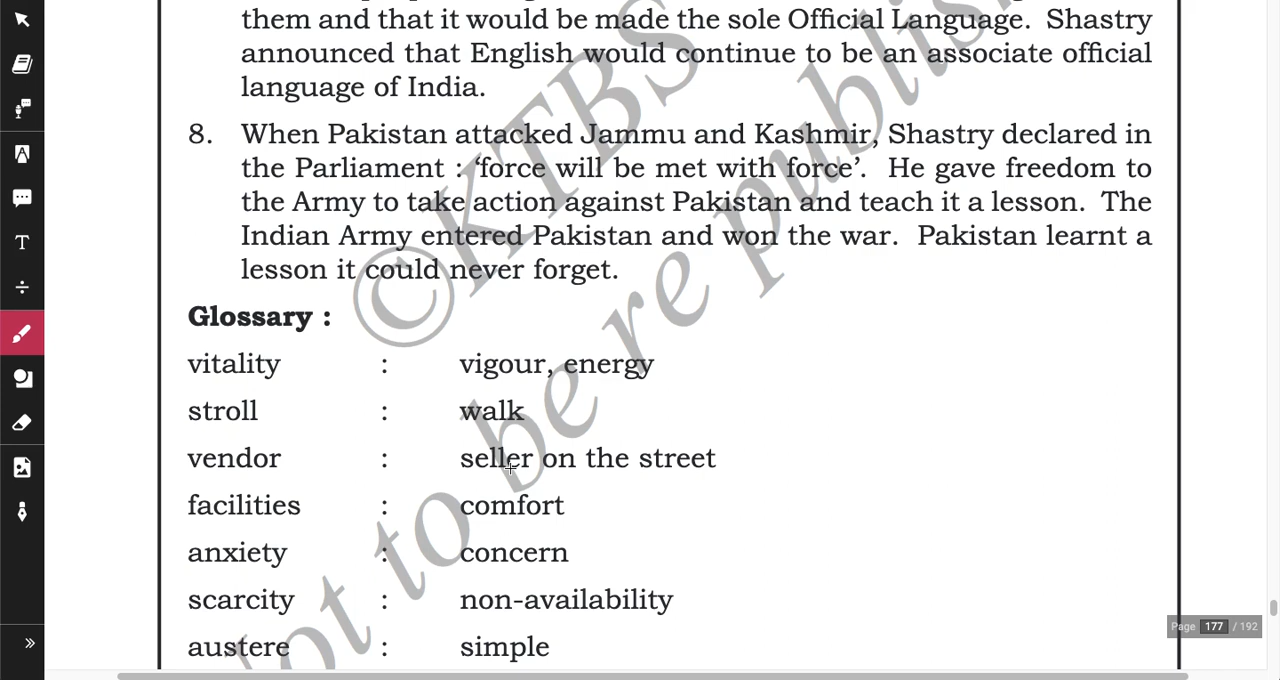 them and that it would be made the sole Official Language. Shastry
announced that English would continue to be an associate official
language of India.
8. When Pakistan attacked Jammu and Kashmir, Shastry declared in
the Parliament : ‘force will be met with force’. He gave freedom to
the Army to take action against Pakistan and teach it a lesson. The
Indian Army entered Pakistan and won the war. Pakistan learnt a
lesson it could never forget.
Glossary :
vitality : vigour, energy
stroll : walk
vendor : seller on the street
facilities : comfort
anxiety : concern
scarcity : non-availability
austere : simple
©KTBS
Not to be re publish
Page 177 / 192